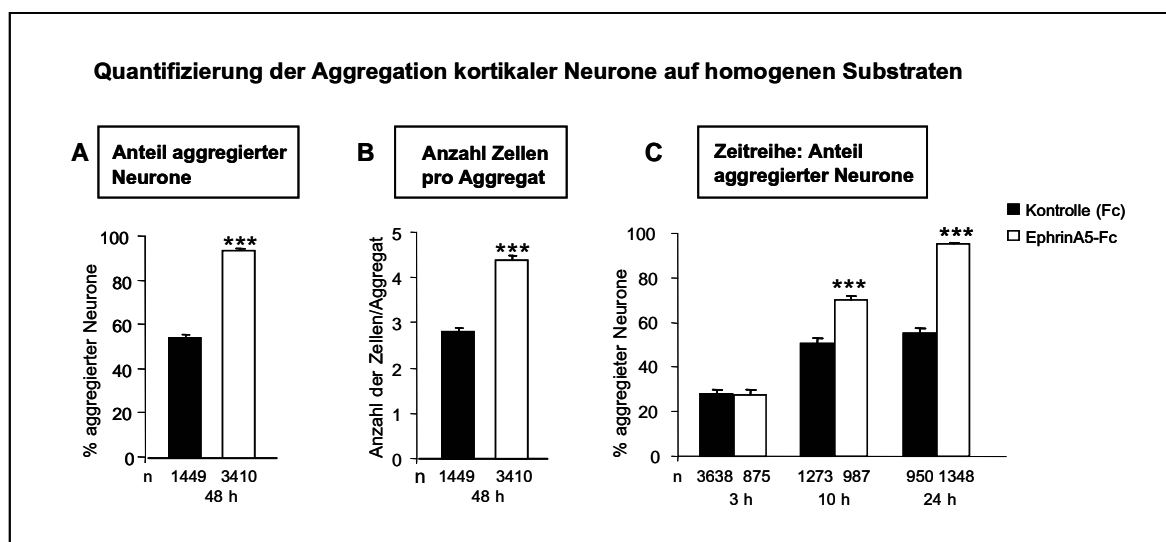 Quantifizierung der Aggregation kortikaler Neurone auf homogenen Substraten
A
Anteil aggregierter
Neurone
% aggregierter Neurone
100
80
60
40
20
0
***
n 1449 3410
48 h
B
Anzahl Zellen
pro Aggregat
Anzahl der Zellen/Aggregat
5
4
3
2
1
0
***
n 1449 3410
48 h
C
Zeitreihe: Anteil
aggregierter Neurone
% aggregieter Neurone
100
80
60
40
20
0
***
***
n 3638 875 1273 987 950 1348
3 h 10 h 24 h
Kontrolle (Fc)
EphrinA5-Fc